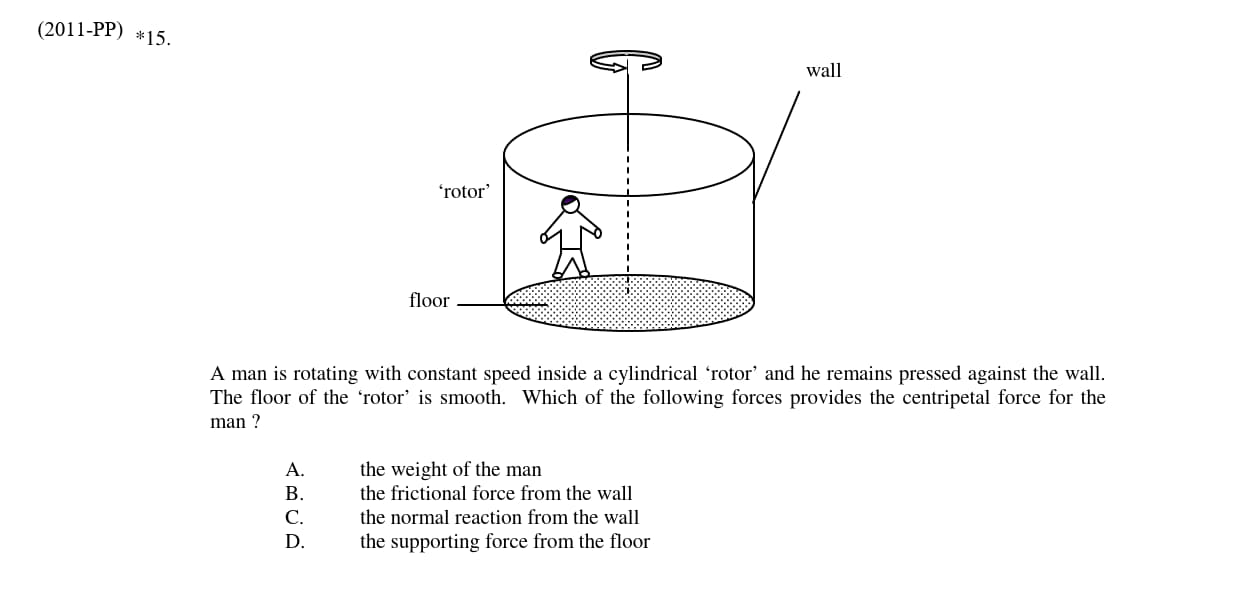 (2011-PP) *15.
wall
‘rotor’
floor
A man is rotating with constant speed inside a cylindrical ‘rotor’ and he remains pressed against the wall.
The floor of the ‘rotor’ is smooth. Which of the following forces provides the centripetal force for the
man ?
A. the weight of the man
B. the frictional force from the wall
C. the normal reaction from the wall
D. the supporting force from the floor